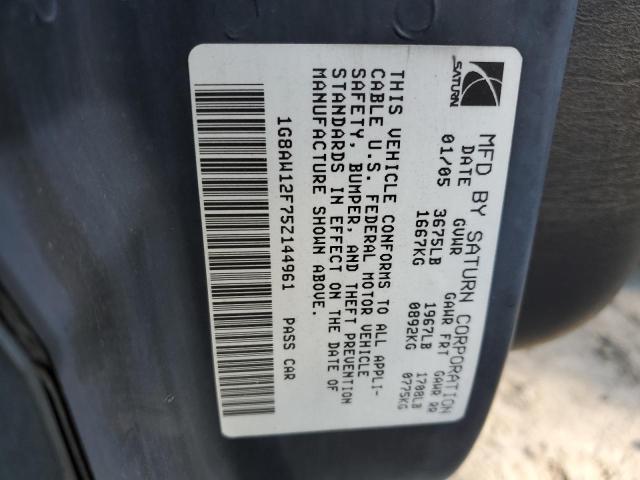 SATURN
MFD BY SATURN CORPORATION
DATE GVWR GAWR FRT GAWR RR
01/05 3675LB 1967LB 1708LB
1667KG 0892KG 0775KG
THIS VEHICLE CONFORMS TO ALL APPLI-
CABLE U.S. FEDERAL MOTOR VEHICLE
SAFETY, BUMPER, AND THEFT PREVENTION
STANDARDS IN EFFECT ON THE DATE OF
MANUFACTURE SHOWN ABOVE.
1G8AW12F75Z144961 PASS CAR